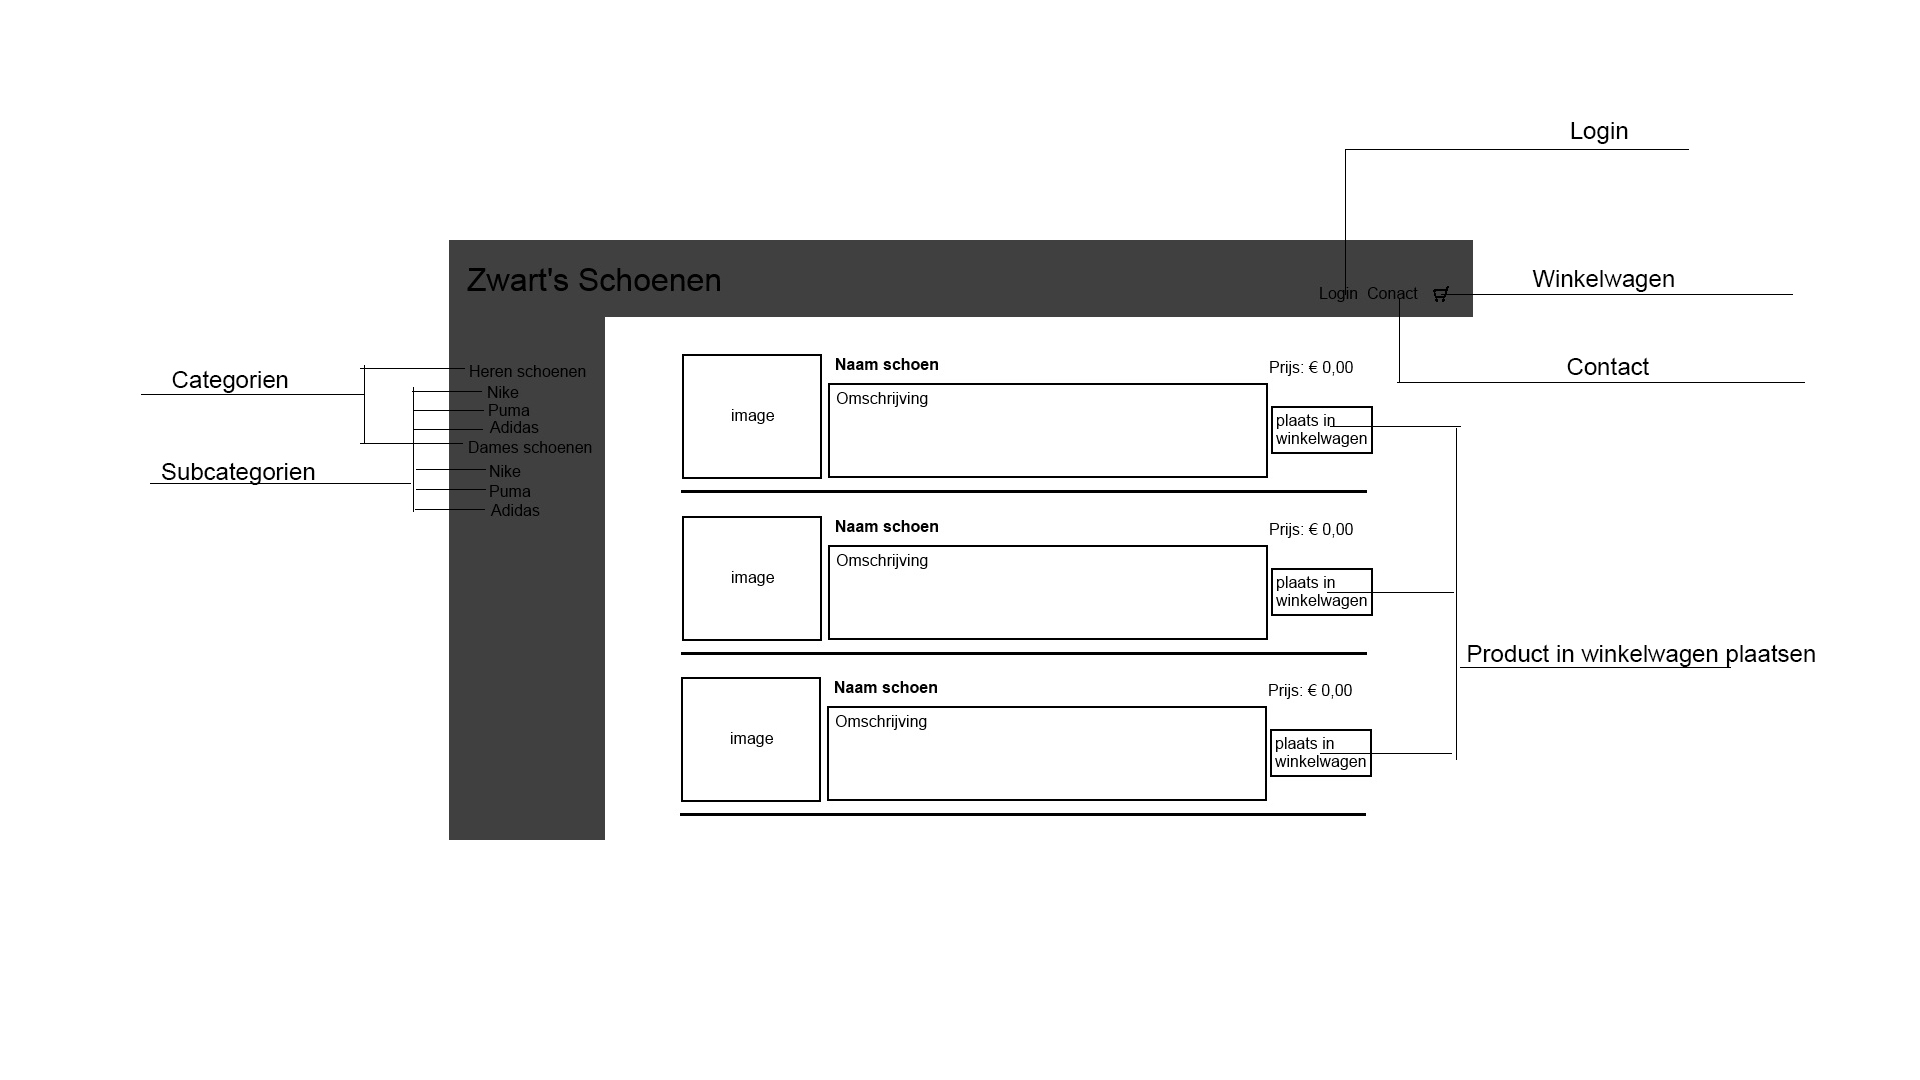 Login
Zwart's Schoenen
Login Conact
Winkelwagen
Contact
Categorien
Subcategorien
Heren schoenen
Nike
Puma
Adidas
Dames schoenen
Nike
Puma
Adidas
image
Naam schoen
Prijs: € 0,00
Omschrijving
plaats in
winkelwagen
image
Naam schoen
Prijs: € 0,00
Omschrijving
plaats in
winkelwagen
image
Naam schoen
Prijs: € 0,00
Omschrijving
plaats in
winkelwagen
Product in winkelwagen plaatsen